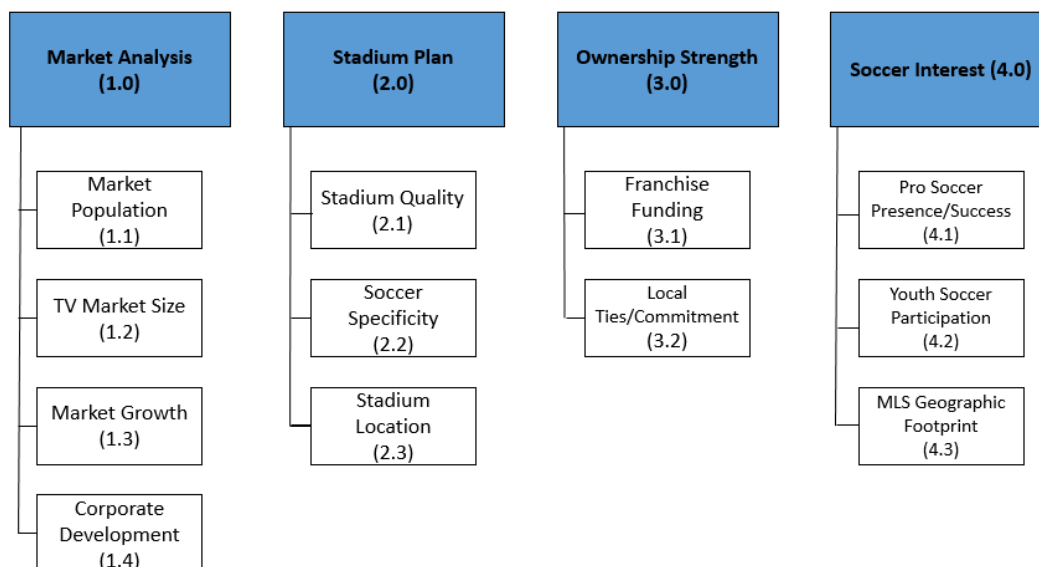 Market Analysis
(1.0)
Market
Population
(1.1)
TV Market Size
(1.2)
Market Growth
(1.3)
Corporate
Development
(1.4)
Stadium Plan
(2.0)
Stadium Quality
(2.1)
Soccer
Specificity
(2.2)
Stadium
Location
(2.3)
Ownership Strength
(3.0)
Franchise
Funding
(3.1)
Local
Ties/Commitment
(3.2)
Soccer Interest (4.0)
Pro Soccer
Presence/Success
(4.1)
Youth Soccer
Participation
(4.2)
MLS Geographic
Footprint
(4.3)